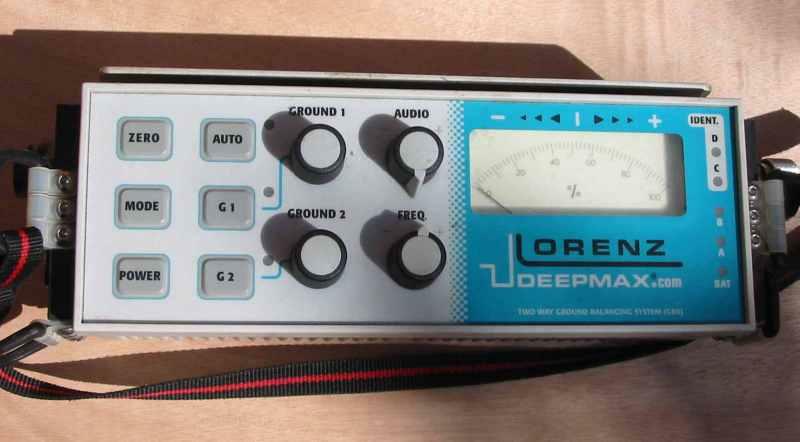 ZERO
AUTO
MODE
G 1
POWER
G 2
GROUND 1
AUDIO
GROUND 2
FREQ.
- +
IDENT.
D
C
B
A
BAT
0 20 40 60 80 100
%
LORENZ
DEEPMAX.com
TWO WAY GROUND BALANCING SYSTEM (GBS)